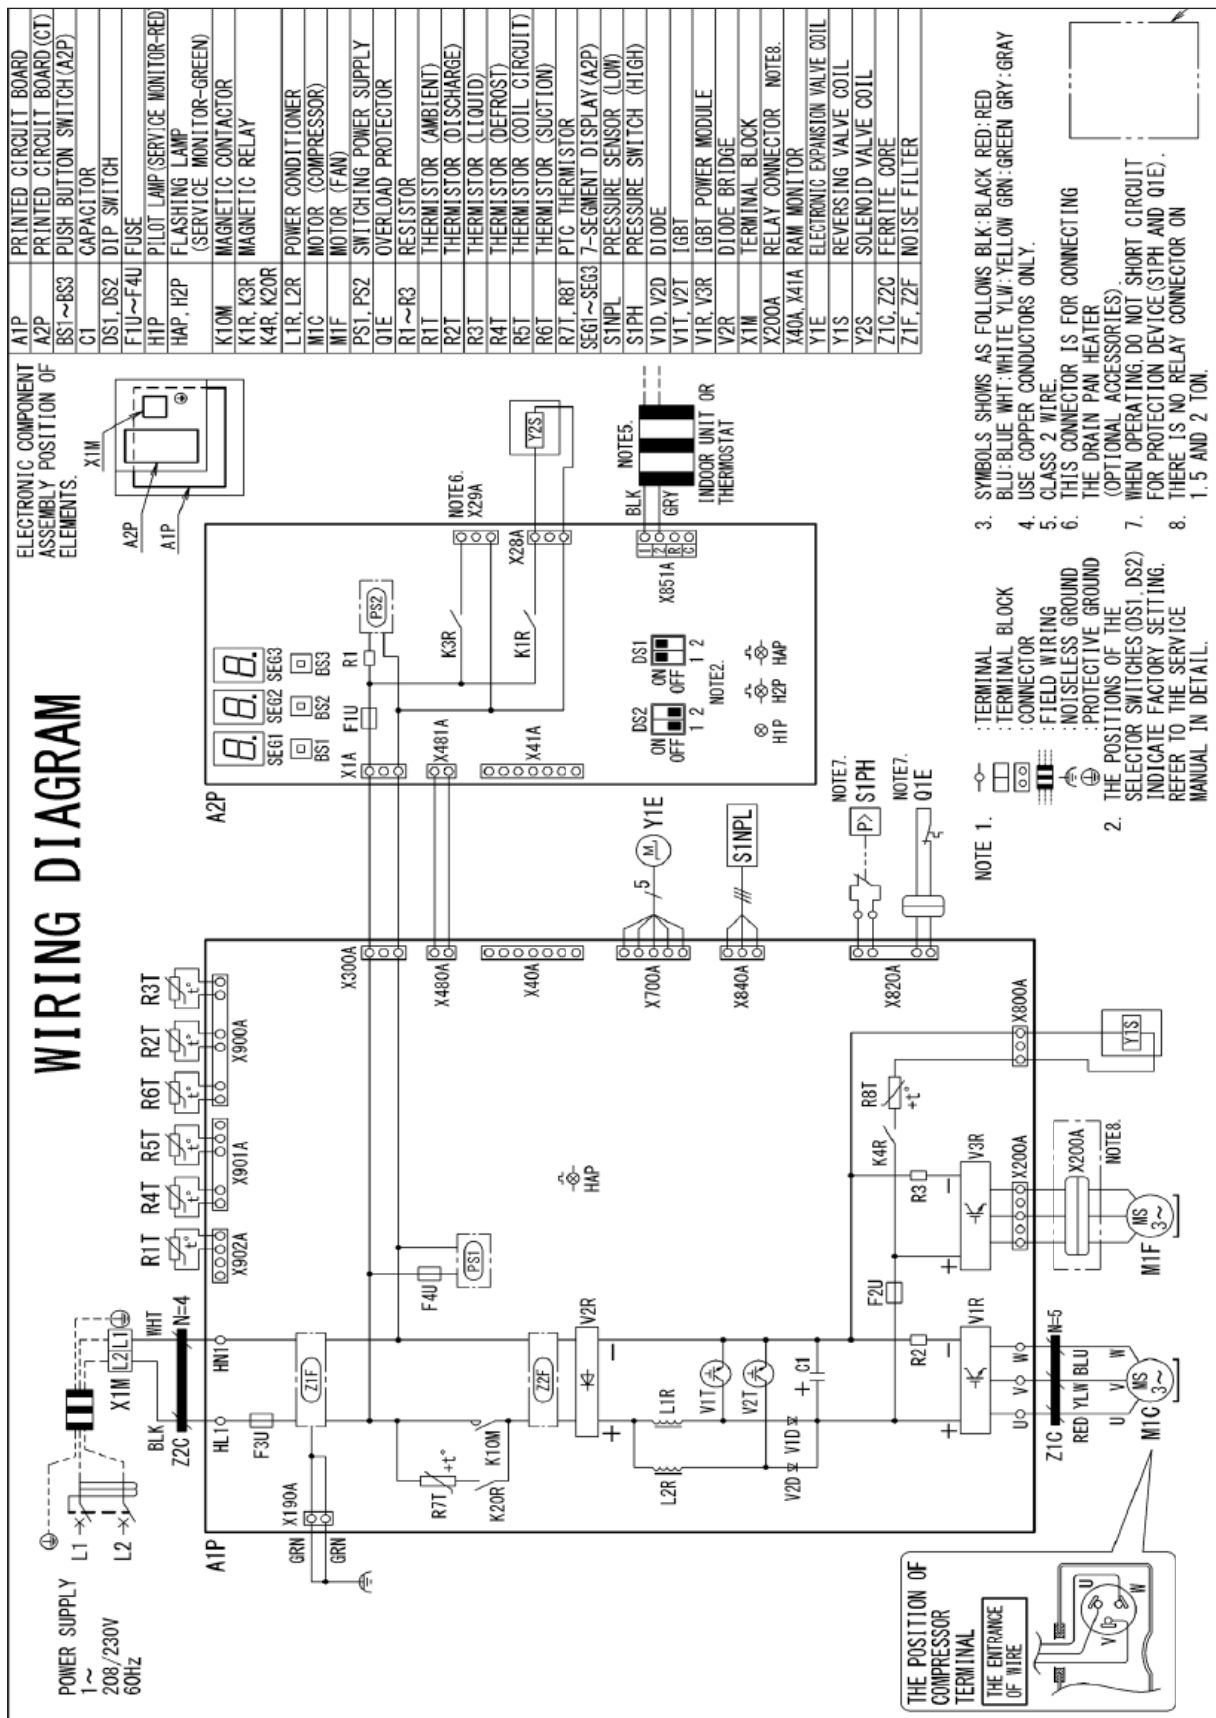 WIRING DIAGRAM
POWER SUPPLY
1~
208/230V
60Hz
L1
L2
X1M
L2 L1
BLK
WHT
Z2C
N=4
HL1
HN1
A1P
F3U
Z1F
X190A
GRN
GRN
R1T
R4T
R5T
R6T
R2T
R3T
t°
t°
t°
t°
t°
t°
X902A
X901A
X900A
F4U
PS1
HAP
R7T
+t°
K20R
K10M
Z2F
V2R
+
-
L2R
L1R
V1T
V2T
V2D
V1D
+
C1
F2U
R2
R3
K4R
R8T
+t°
V1R
+
-
V3R
+
-
U
V
W
Z1C
N=5
RED YLW BLU
U
V
W
MS
3~
M1C
X200A
X200A
NOTE8.
MS
3~
M1F
X800A
Y1S
X300A
X480A
X40A
X700A
X840A
X820A
5
M
Y1E
S1NPL
NOTE7.
P>
S1PH
NOTE7.
Q1E
A2P
SEG1
SEG2
SEG3
BS1
BS2
BS3
X1A
F1U
R1
PS2
X481A
X41A
K3R
K1R
NOTE6.
X29A
X28A
Y2S
DS2
DS1
ON
OFF
1 2
ON
OFF
1 2
NOTE2.
H1P
H2P
HAP
X851A
1
2
R
C
BLK
GRY
NOTE5.
INDOOR UNIT OR
THERMOSTAT
ELECTRONIC COMPONENT
ASSEMBLY POSITION OF
ELEMENTS.
X1M
A2P
A1P
THE POSITION OF
COMPRESSOR
TERMINAL
THE ENTRANCE
OF WIRE
U
V
W
A1P PRINTED CIRCUIT BOARD
A2P PRINTED CIRCUIT BOARD(CT)
BS1~BS3 PUSH BUTTON SWITCH(A2P)
C1 CAPACITOR
DS1, DS2 DIP SWITCH
F1U~F4U FUSE
H1P PILOT LAMP(SERVICE MONITOR-RED)
HAP, H2P FLASHING LAMP
(SERVICE MONITOR-GREEN)
K10M MAGNETIC CONTACTOR
K1R, K3R MAGNETIC RELAY
K4R, K20R
L1R, L2R POWER CONDITIONER
M1C MOTOR (COMPRESSOR)
M1F MOTOR (FAN)
PS1, PS2 SWITCHING POWER SUPPLY
Q1E OVERLOAD PROTECTOR
R1~R3 RESISTOR
R1T THERMISTOR (AMBIENT)
R2T THERMISTOR (DISCHARGE)
R3T THERMISTOR (LIQUID)
R4T THERMISTOR (DEFROST)
R5T THERMISTOR (COIL CIRCUIT)
R6T THERMISTOR (SUCTION)
R7T, R8T PTC THERMISTOR
SEG1~SEG3 7-SEGMENT DISPLAY(A2P)
S1NPL PRESSURE SENSOR (LOW)
S1PH PRESSURE SWITCH (HIGH)
V1D, V2D DIODE
V1T, V2T IGBT
V1R, V3R IGBT POWER MODULE
V2R DIODE BRIDGE
X1M TERMINAL BLOCK
X200A RELAY CONNECTOR NOTE8.
X40A, X41A RAM MONITOR
Y1E ELECTRONIC EXPANSION VALVE COIL
Y1S REVERSING VALVE COIL
Y2S SOLENOID VALVE COIL
Z1C, Z2C FERRITE CORE
Z1F, Z2F NOISE FILTER
NOTE 1.
:TERMINAL
:TERMINAL BLOCK
:CONNECTOR
:FIELD WIRING
:NOISELESS GROUND
:PROTECTIVE GROUND
2. THE POSITIONS OF THE
SELECTOR SWITCHES(DS1, DS2)
INDICATE FACTORY SETTING.
REFER TO THE SERVICE
MANUAL IN DETAIL.
3. SYMBOLS SHOWS AS FOLLOWS BLK:BLACK RED:RED
BLU:BLUE WHT:WHITE YLW:YELLOW GRN:GREEN GRY:GRAY
4. USE COPPER CONDUCTORS ONLY.
5. CLASS 2 WIRE.
6. THIS CONNECTOR IS FOR CONNECTING
THE DRAIN PAN HEATER
(OPTIONAL ACCESSORIES).
7. WHEN OPERATING, DO NOT SHORT CIRCUIT
FOR PROTECTION DEVICE(S1PH AND Q1E).
8. THERE IS NO RELAY CONNECTOR ON
1.5 AND 2 TON.